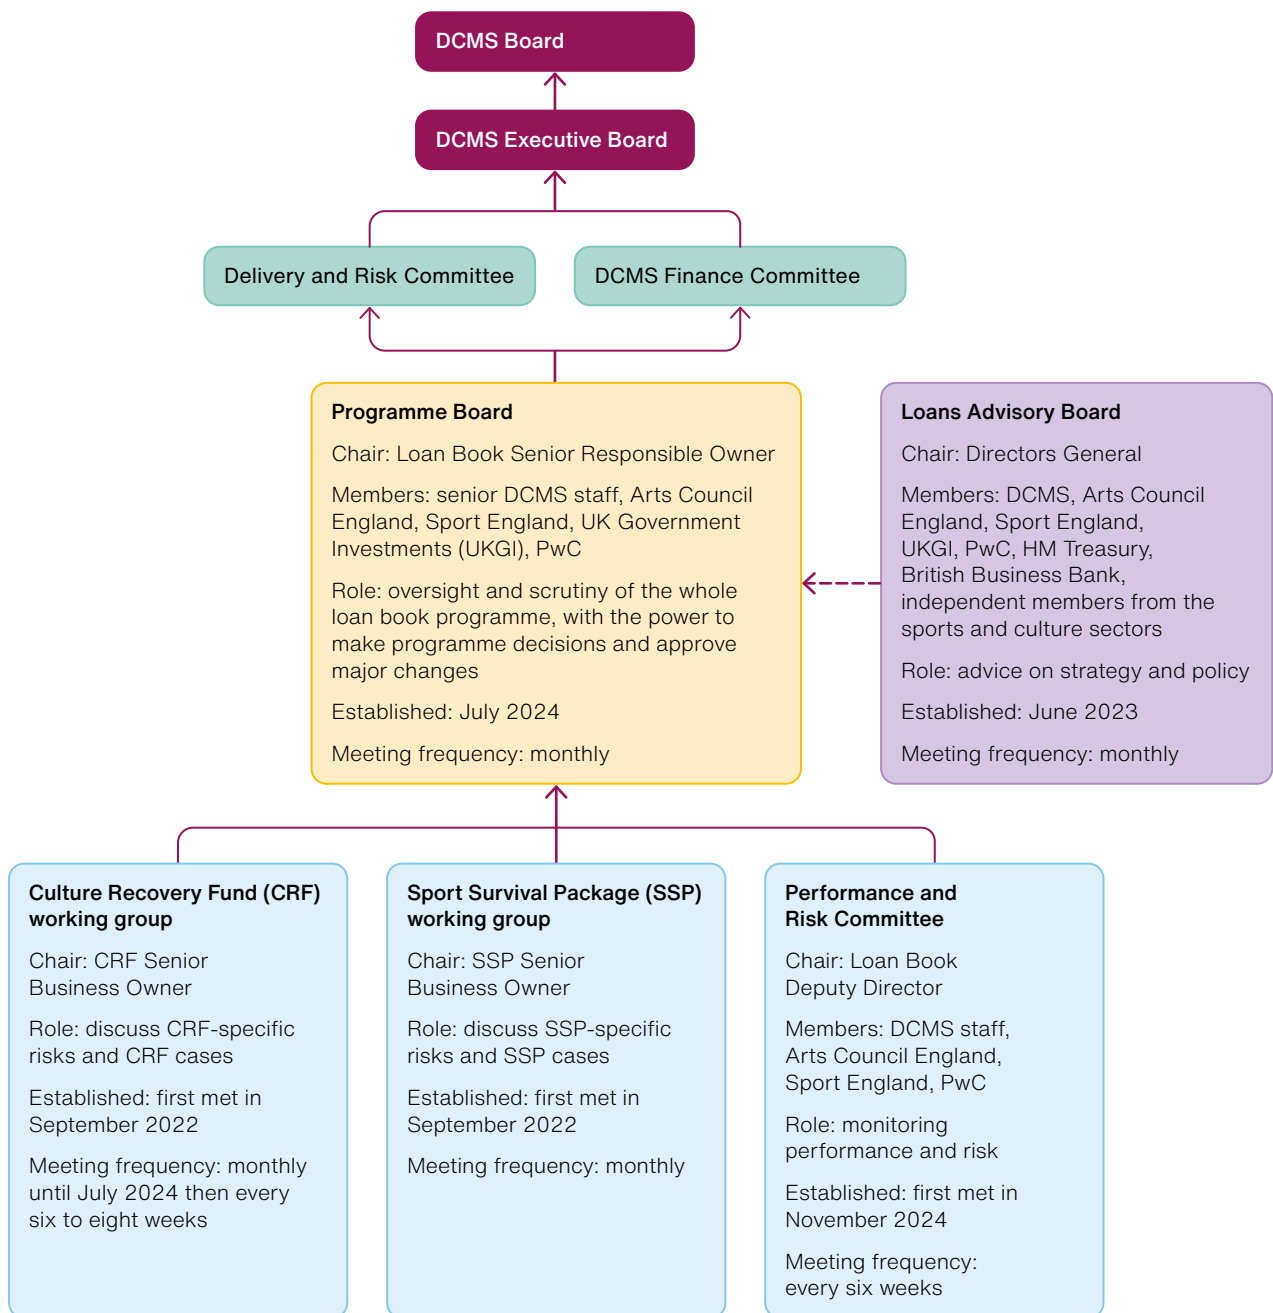 DCMS Board
DCMS Executive Board
Delivery and Risk Committee
DCMS Finance Committee
Programme Board
Chair: Loan Book Senior Responsible Owner
Members: senior DCMS staff, Arts Council
England, Sport England, UK Government
Investments (UKGI), PwC
Role: oversight and scrutiny of the whole
loan book programme, with the power to
make programme decisions and approve
major changes
Established: July 2024
Meeting frequency: monthly
Loans Advisory Board
Chair: Directors General
Members: DCMS, Arts Council
England, Sport England,
UKGI, PwC, HM Treasury,
British Business Bank,
independent members from the
sports and culture sectors
Role: advice on strategy and policy
Established: June 2023
Meeting frequency: monthly
Culture Recovery Fund (CRF)
working group
Chair: CRF Senior
Business Owner
Role: discuss CRF-specific
risks and CRF cases
Established: first met in
September 2022
Meeting frequency: monthly
until July 2024 then every
six to eight weeks
Sport Survival Package (SSP)
working group
Chair: SSP Senior
Business Owner
Role: discuss SSP-specific
risks and SSP cases
Established: first met in
September 2022
Meeting frequency: monthly
Performance and
Risk Committee
Chair: Loan Book
Deputy Director
Members: DCMS staff,
Arts Council England,
Sport England, PwC
Role: monitoring
performance and risk
Established: first met in
November 2024
Meeting frequency:
every six weeks